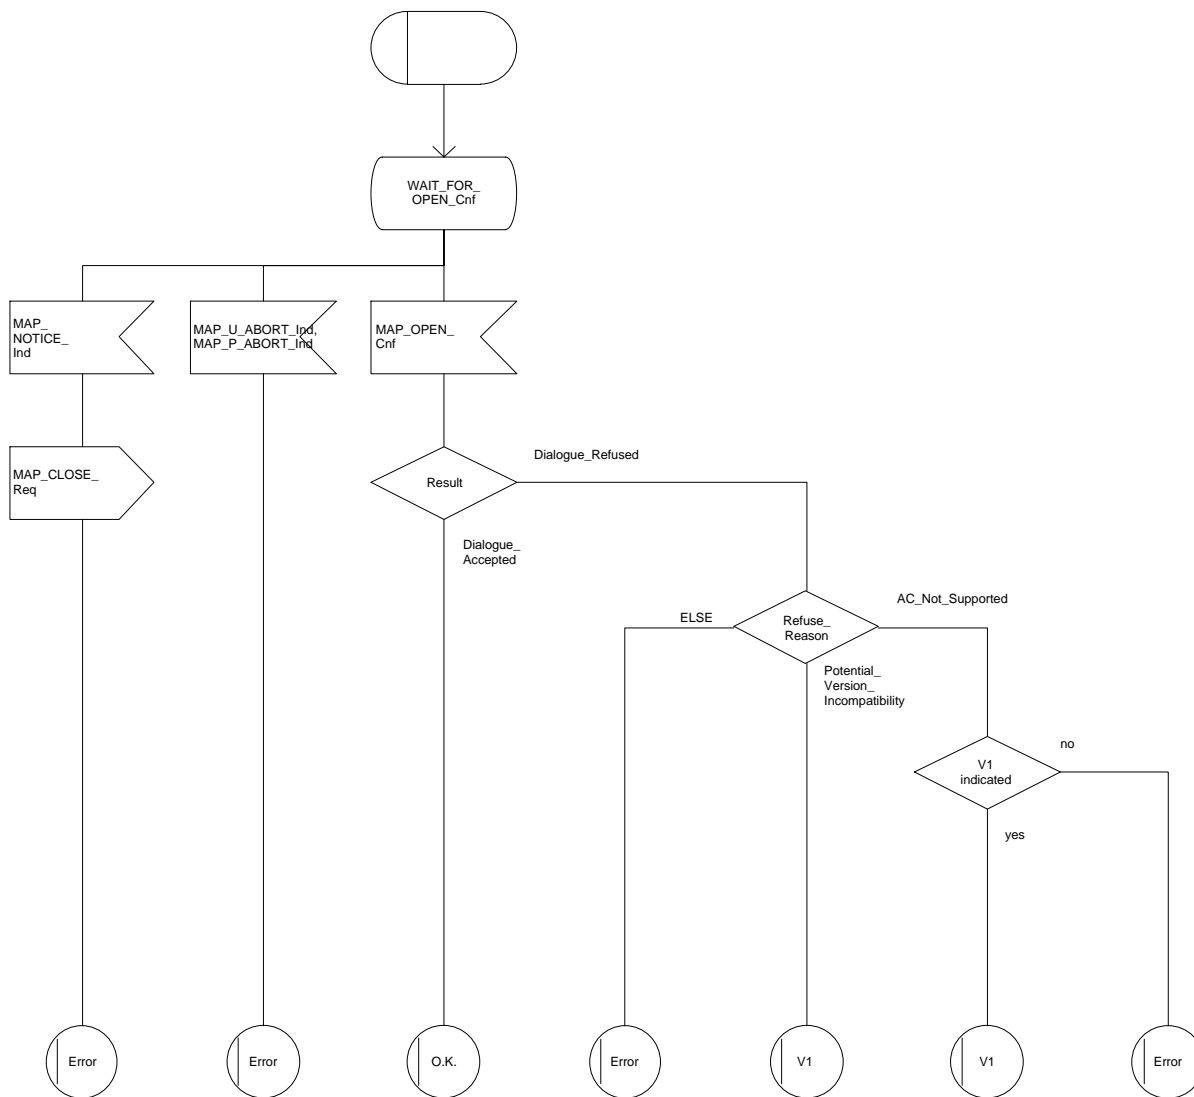 WAIT_FOR_
OPEN_Cnf
MAP_
NOTICE_
Ind
MAP_U_ABORT_Ind,
MAP_P_ABORT_Ind
MAP_OPEN_
Cnf
MAP_CLOSE_
Req
Result
Dialogue_Refused
Dialogue_
Accepted
ELSE
Refuse_
Reason
AC_Not_Supported
Potential_
Version_
Incompatibility
V1
indicated
no
yes
Error
Error
O.K.
Error
V1
V1
Error